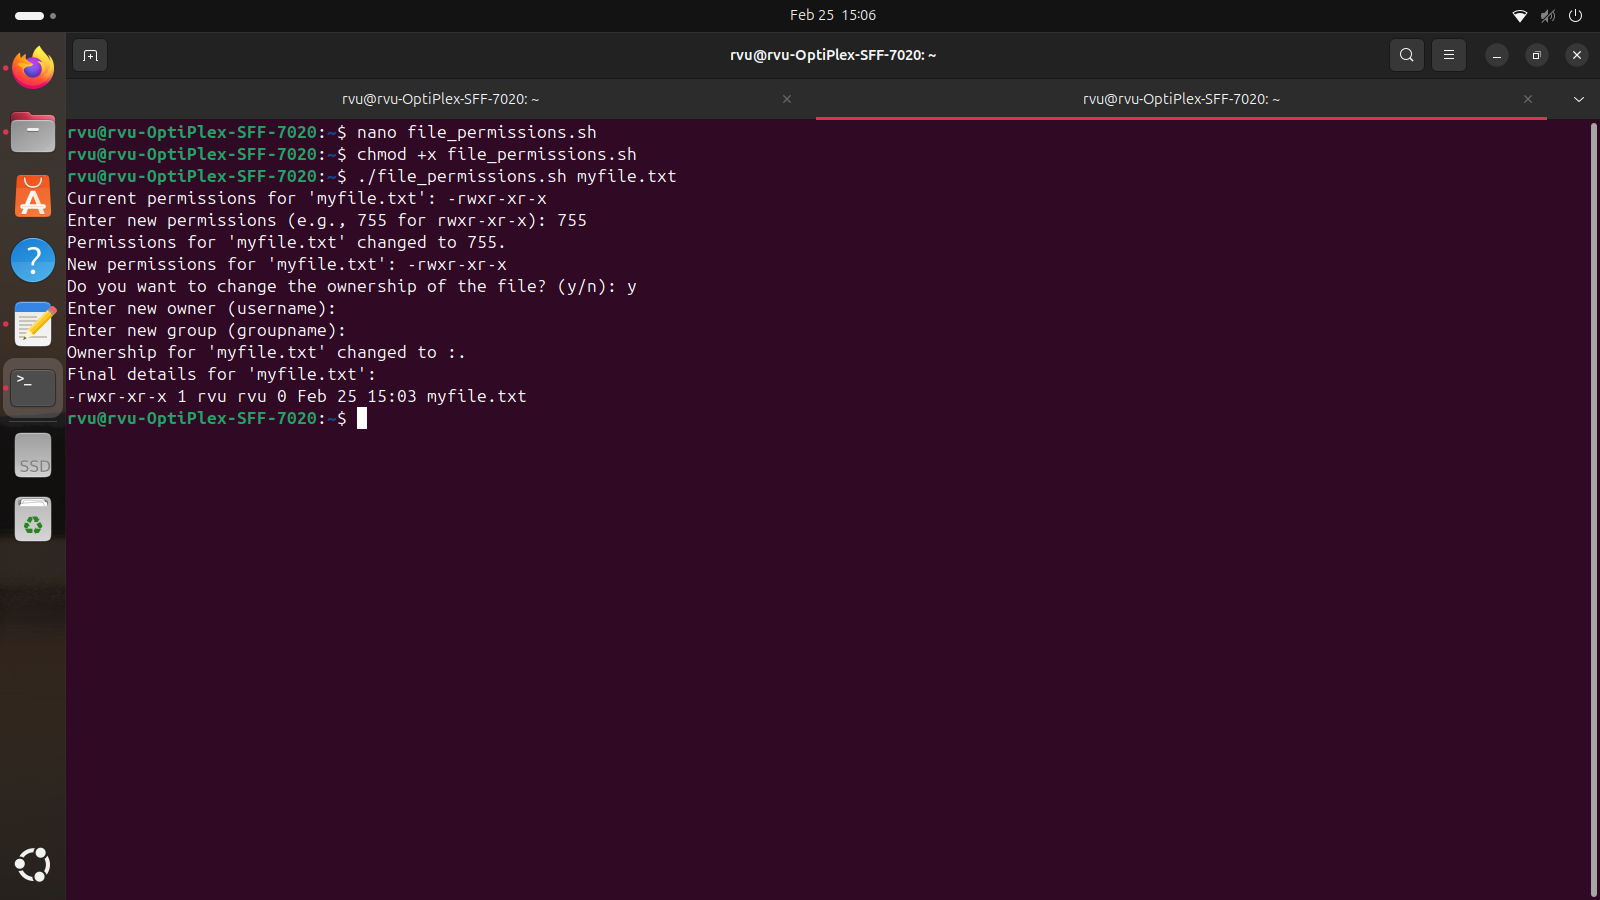 Feb 25 15:06
rvu@rvu-OptiPlex-SFF-7020: ~
rvu@rvu-OptiPlex-SFF-7020: ~
rvu@rvu-OptiPlex-SFF-7020: ~
rvu@rvu-OptiPlex-SFF-7020:~$ nano file_permissions.sh
rvu@rvu-OptiPlex-SFF-7020:~$ chmod +x file_permissions.sh
rvu@rvu-OptiPlex-SFF-7020:~$ ./file_permissions.sh myfile.txt
Current permissions for 'myfile.txt': -rwxr-xr-x
Enter new permissions (e.g., 755 for rwxr-xr-x): 755
Permissions for 'myfile.txt' changed to 755.
New permissions for 'myfile.txt': -rwxr-xr-x
Do you want to change the ownership of the file? (y/n): y
Enter new owner (username):
Enter new group (groupname):
Ownership for 'myfile.txt' changed to :.
Final details for 'myfile.txt':
-rwxr-xr-x 1 rvu rvu 0 Feb 25 15:03 myfile.txt
rvu@rvu-OptiPlex-SFF-7020:~$
SSD